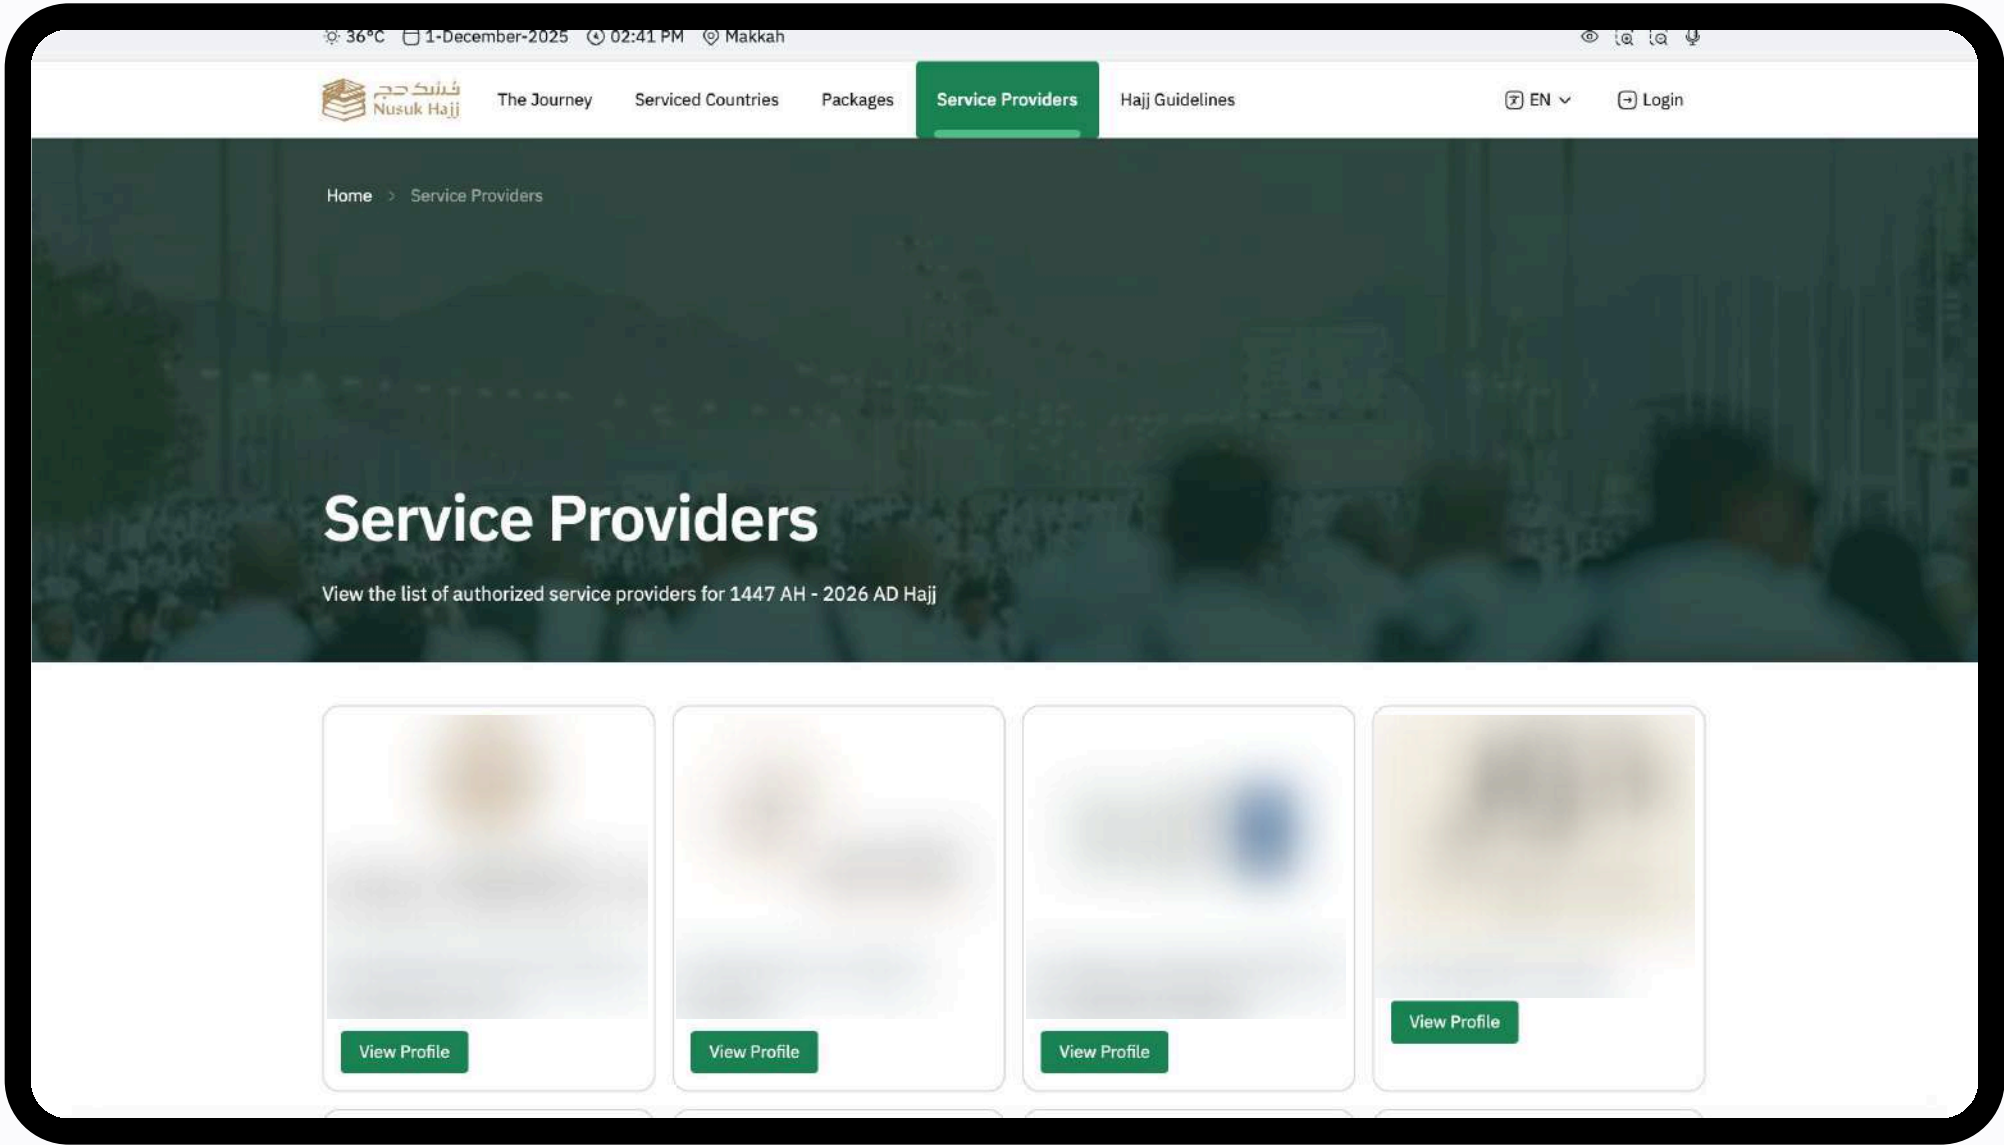 36°C 1-December-2025 02:41 PM Makkah
نُسُك حج
Nusuk Hajj
The Journey Serviced Countries Packages Service Providers Hajj Guidelines EN Login
Home > Service Providers
Service Providers
View the list of authorized service providers for 1447 AH - 2026 AD Hajj
View Profile View Profile View Profile View Profile